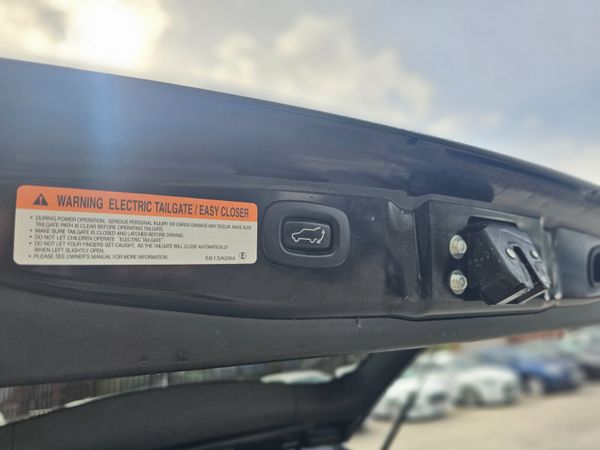 WARNING ELECTRIC TAILGATE / EASY CLOSER
• DURING POWER OPERATION, SERIOUS PERSONAL INJURY OR CARGO DAMAGE MAY OCCUR, MAKE SURE
TAILGATE PATH IS CLEAR BEFORE OPERATING TAILGATE.
• MAKE SURE TAILGATE IS CLOSED AND LATCHED BEFORE DRIVING.
• DO NOT LET CHILDREN OPERATE "ELECTRIC TAILGATE"
• DO NOT LET YOUR FINGERS GET CAUGHT, AS THE TAILGATE WILL CLOSE AUTOMATICALLY
WHEN LEFT SLIGHTLY OPEN.
• PLEASE SEE OWNER'S MANUAL FOR MORE INFORMATION.
5813A094 E